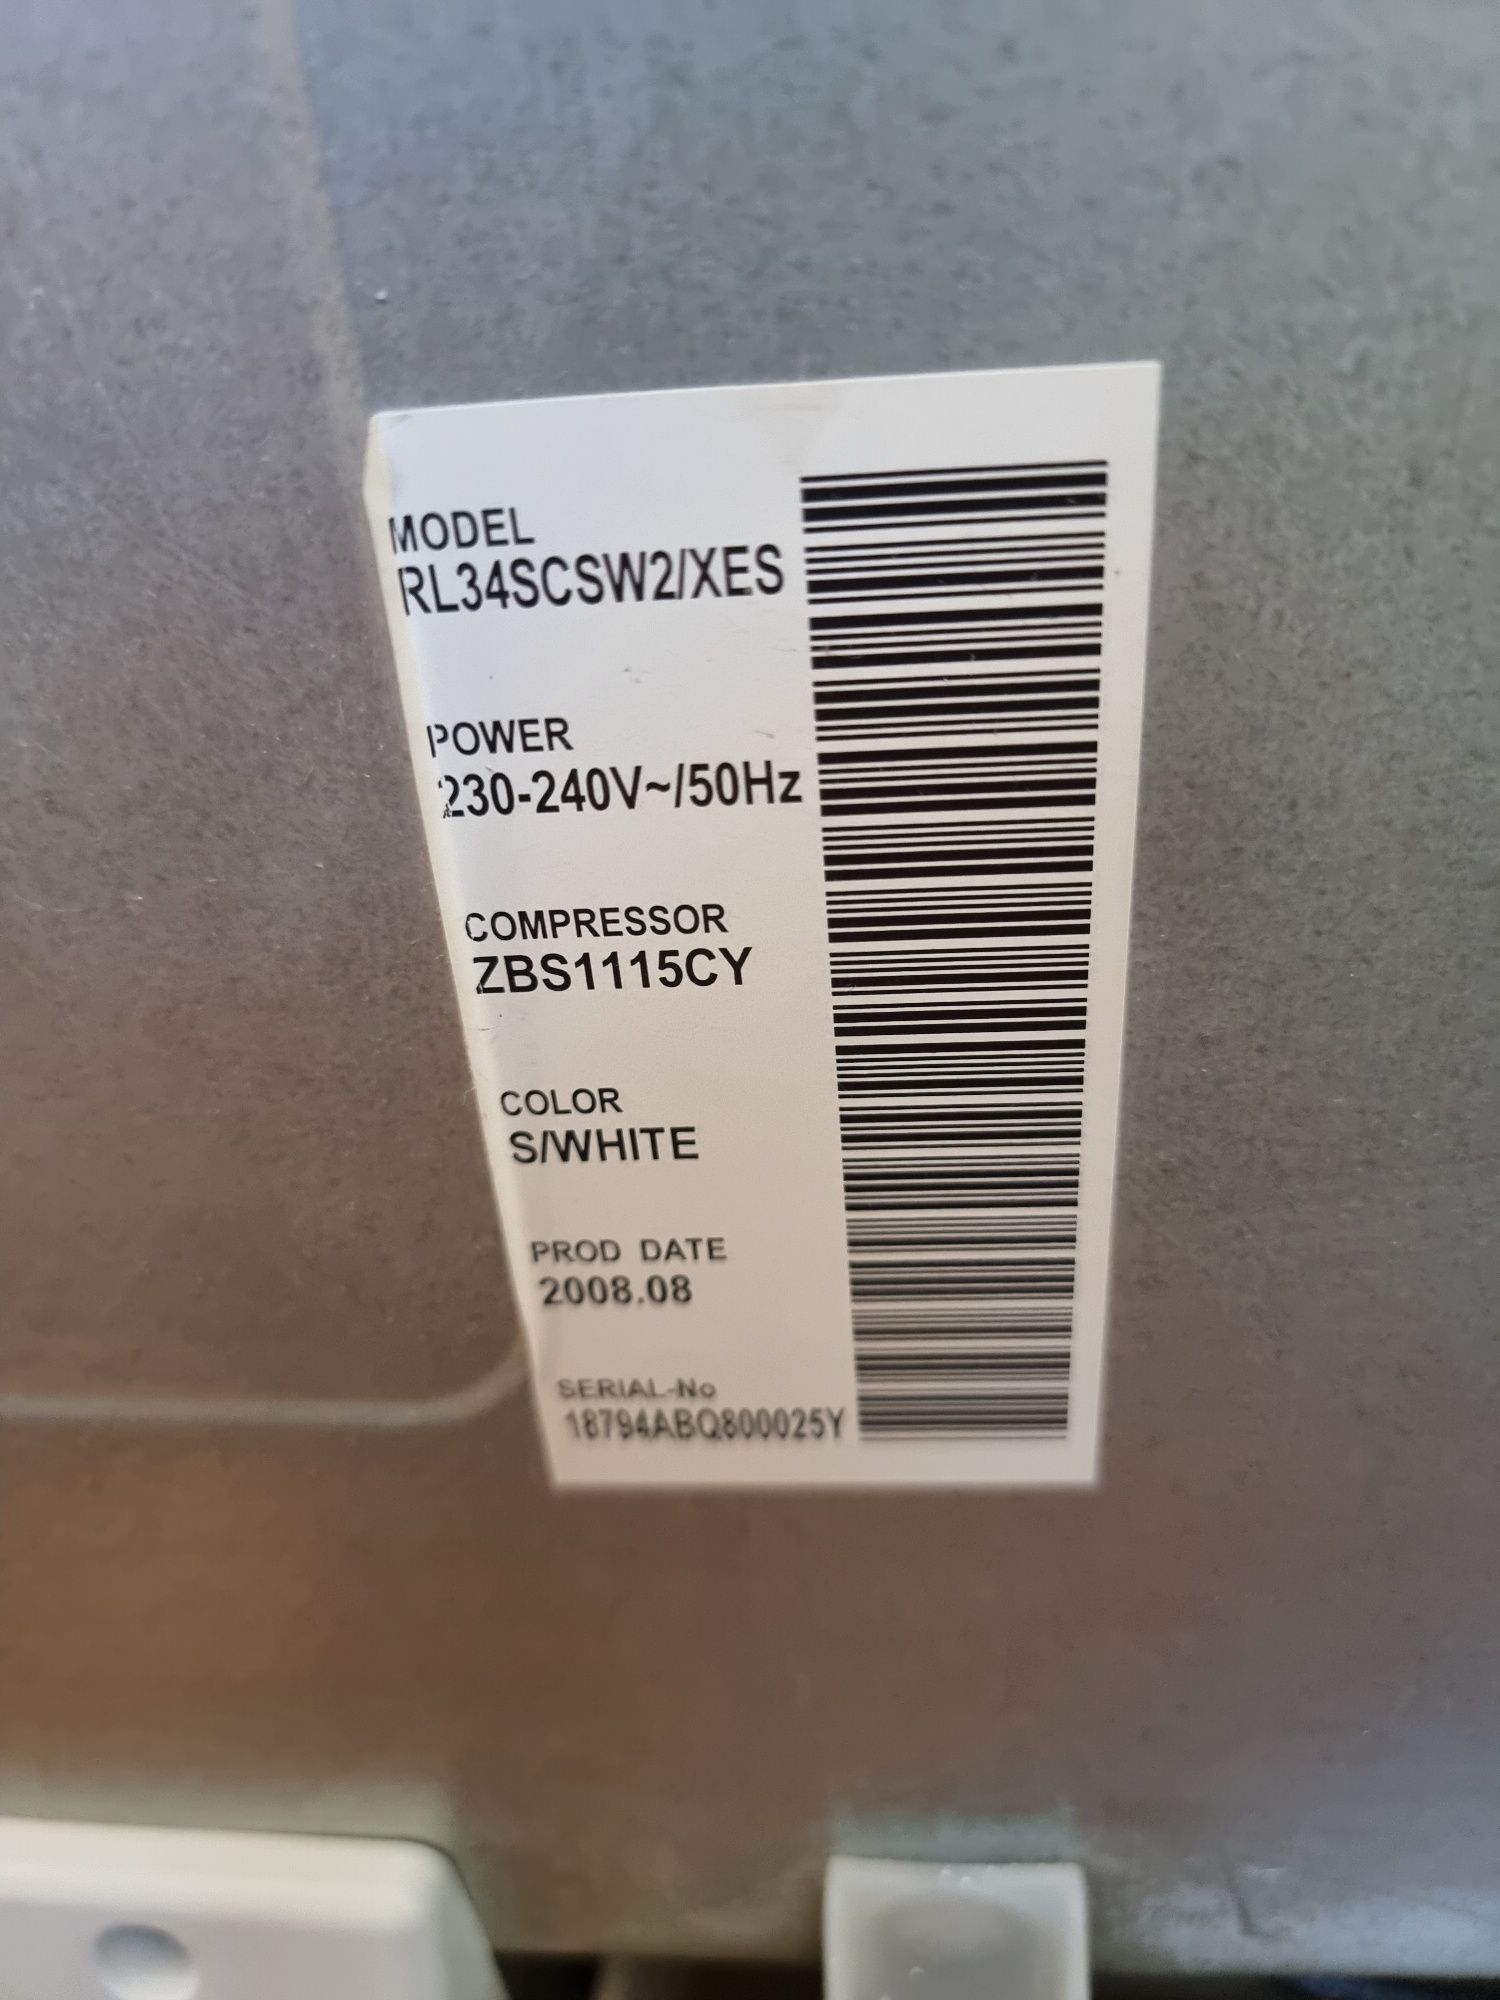 MODEL
RL34SCSW2/XES
POWER
230-240V~/50Hz
COMPRESSOR
ZBS1115CY
COLOR
S/WHITE
PROD DATE
2008.08
SERIAL-No
18794ABQ800025Y